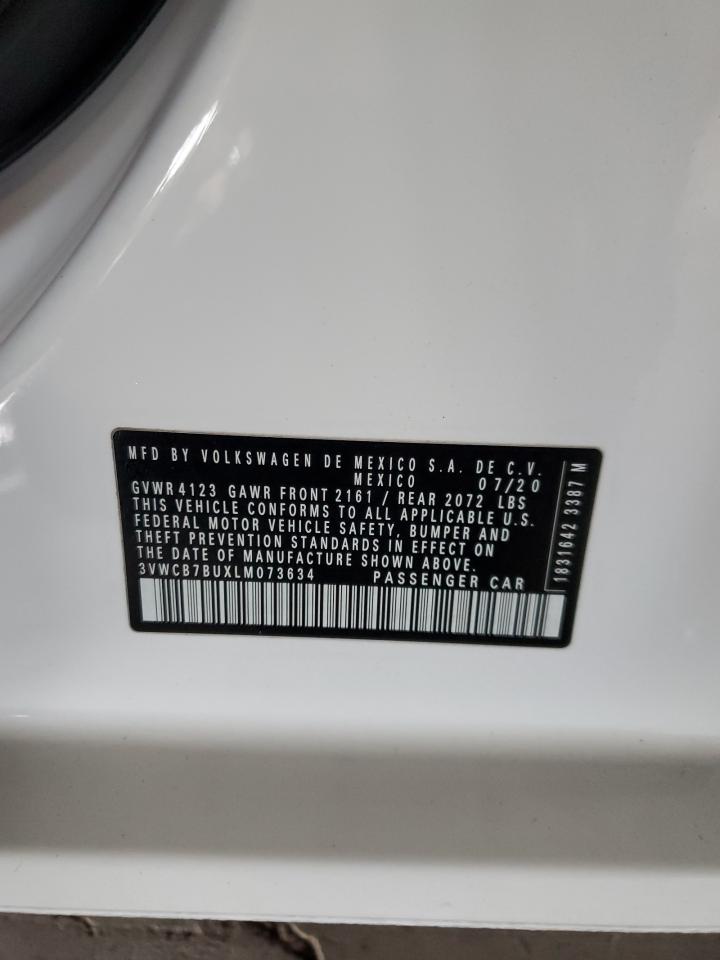 MFD BY VOLKSWAGEN DE MEXICO S.A. DE C.V.
MEXICO 07/20
GVWR 4123 GAWR FRONT 2161 / REAR 2072 LBS
THIS VEHICLE CONFORMS TO ALL APPLICABLE U.S.
FEDERAL MOTOR VEHICLE SAFETY, BUMPER AND
THEFT PREVENTION STANDARDS IN EFFECT ON
THE DATE OF MANUFACTURE SHOWN ABOVE.
3VWCB7BUXLM073634 PASSENGER CAR
1831642 3387 M